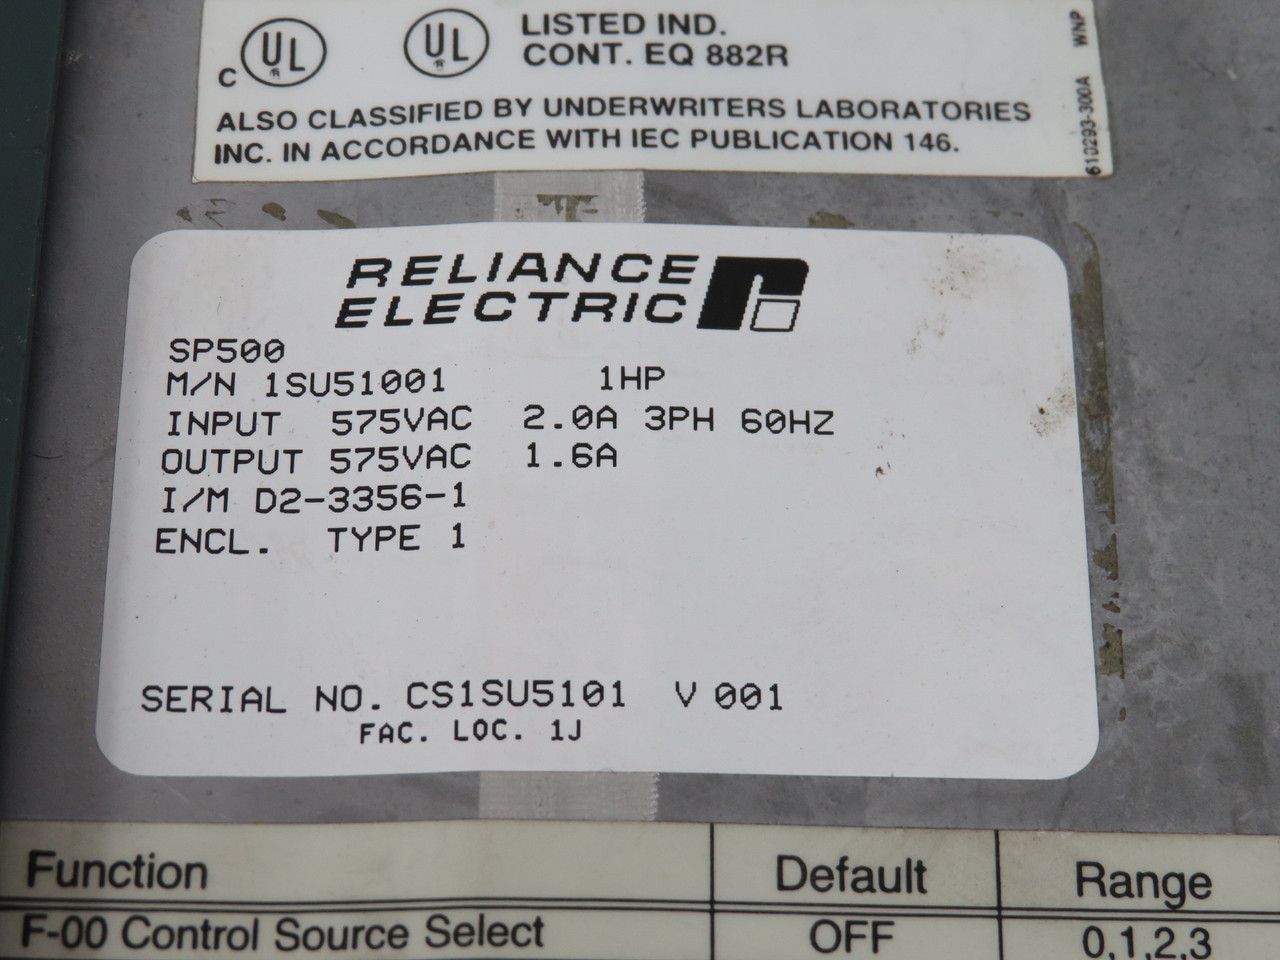 C UL UL LISTED IND.
CONT. EQ 882R
ALSO CLASSIFIED BY UNDERWRITERS LABORATORIES
INC. IN ACCORDANCE WITH IEC PUBLICATION 146.
610293-300A WNP
RELIANCE
ELECTRIC
SP500
M/N 1SU51001 1HP
INPUT 575VAC 2.0A 3PH 60HZ
OUTPUT 575VAC 1.6A
I/M D2-3356-1
ENCL. TYPE 1
SERIAL NO. CS1SU5101 V 001
FAC. LOC. 1J
Function Default Range
F-00 Control Source Select OFF 0,1,2,3